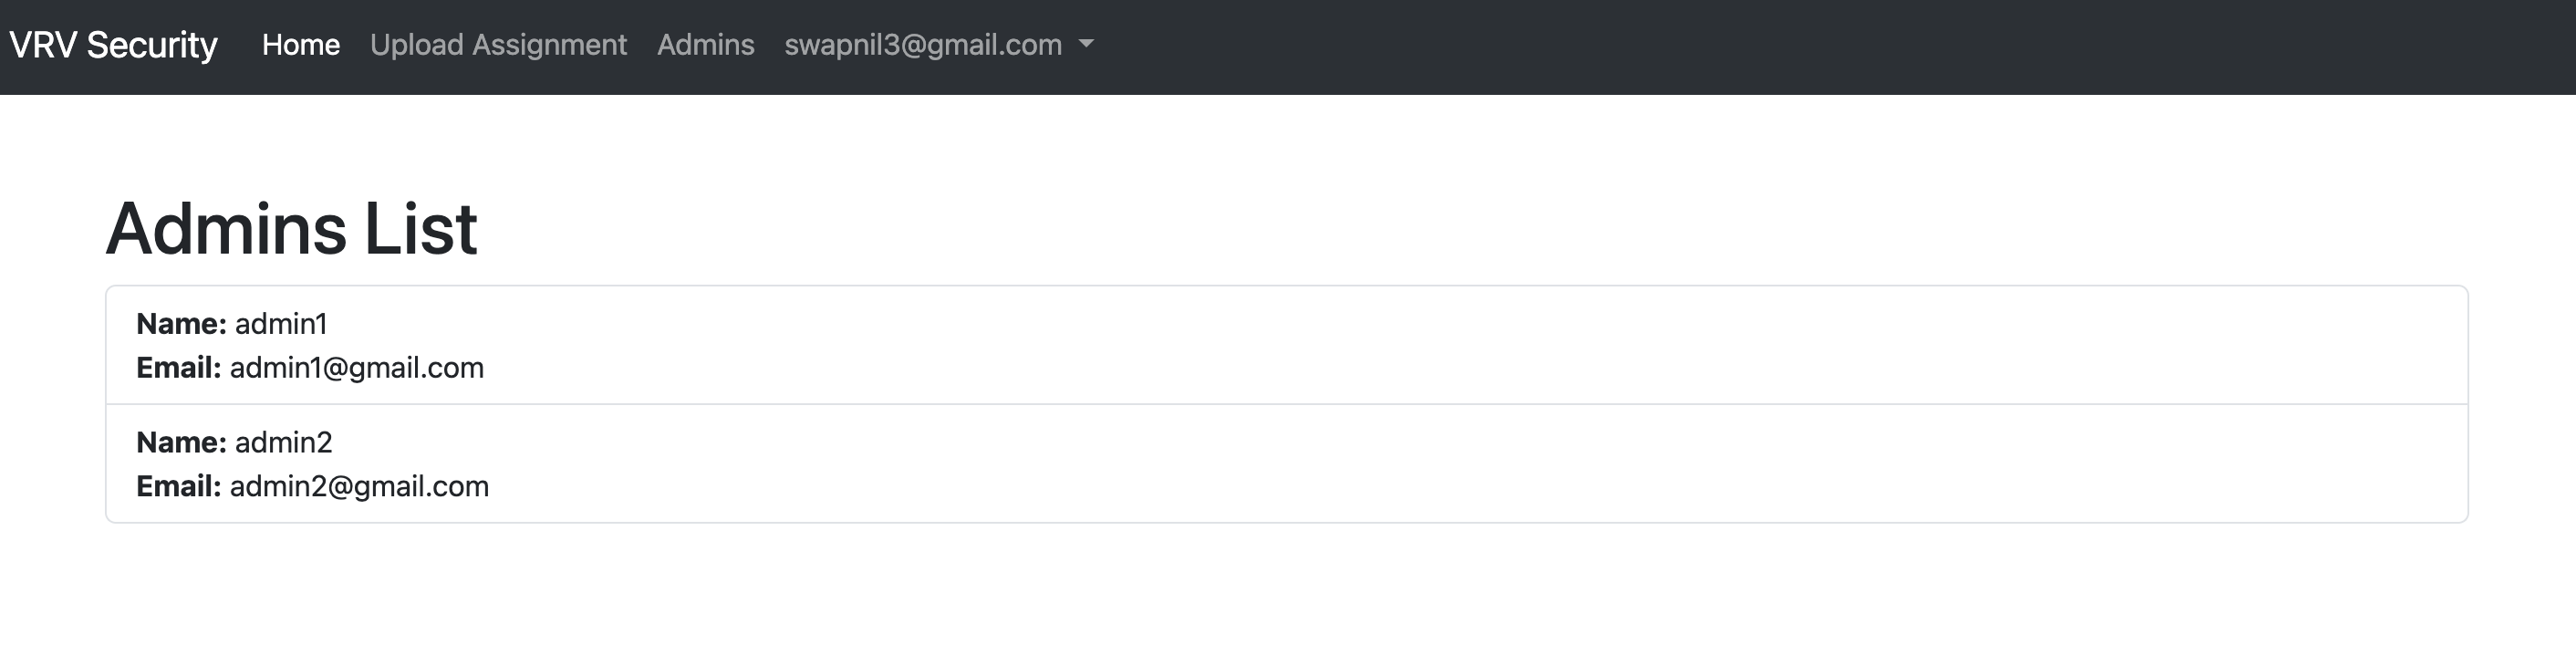 VRV Security Home Upload Assignment Admins swapnil3@gmail.com
Admins List
Name: admin1
Email: admin1@gmail.com
Name: admin2
Email: admin2@gmail.com